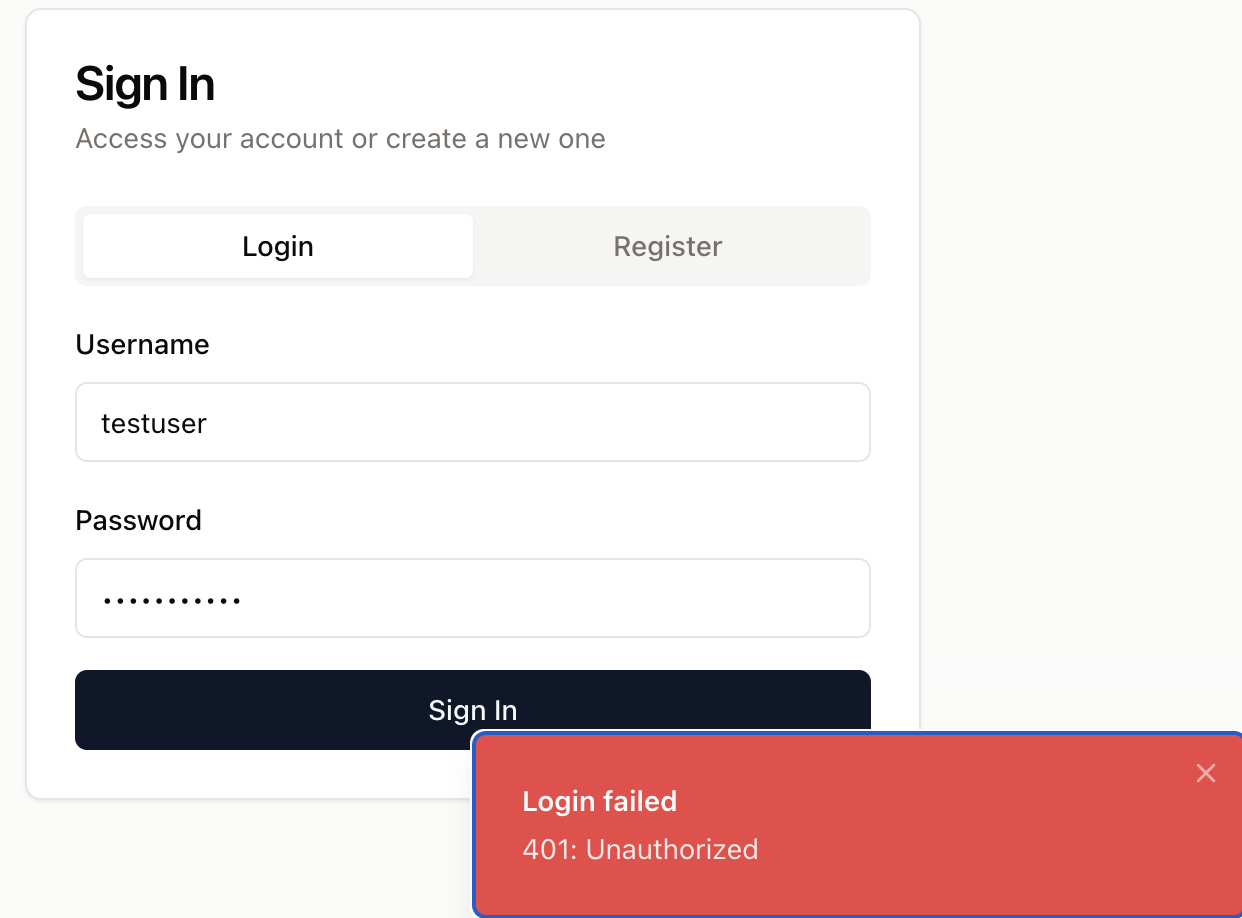 Sign In
Access your account or create a new one
Login
Register
Username
testuser
Password
•••••••••••
Sign In
Login failed
401: Unauthorized